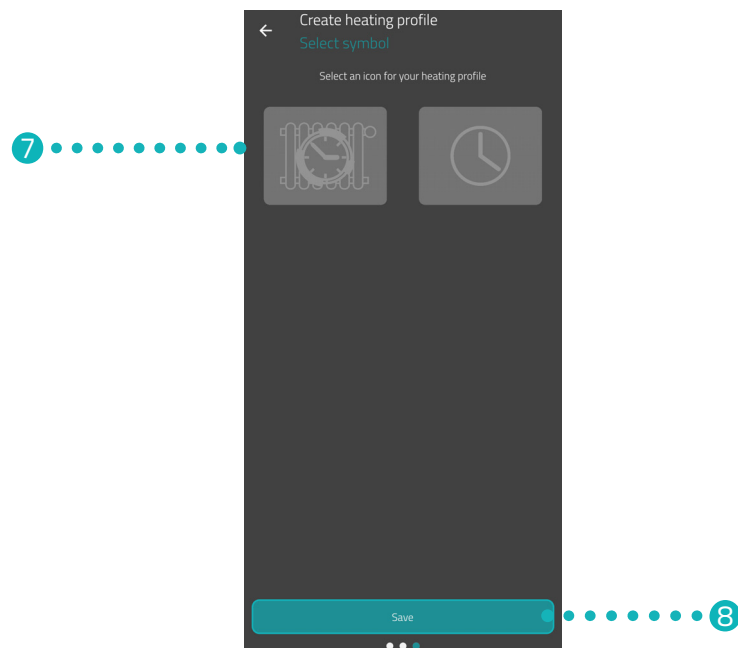 Create heating profile
Select symbol
Select an icon for your heating profile
7
Save
8